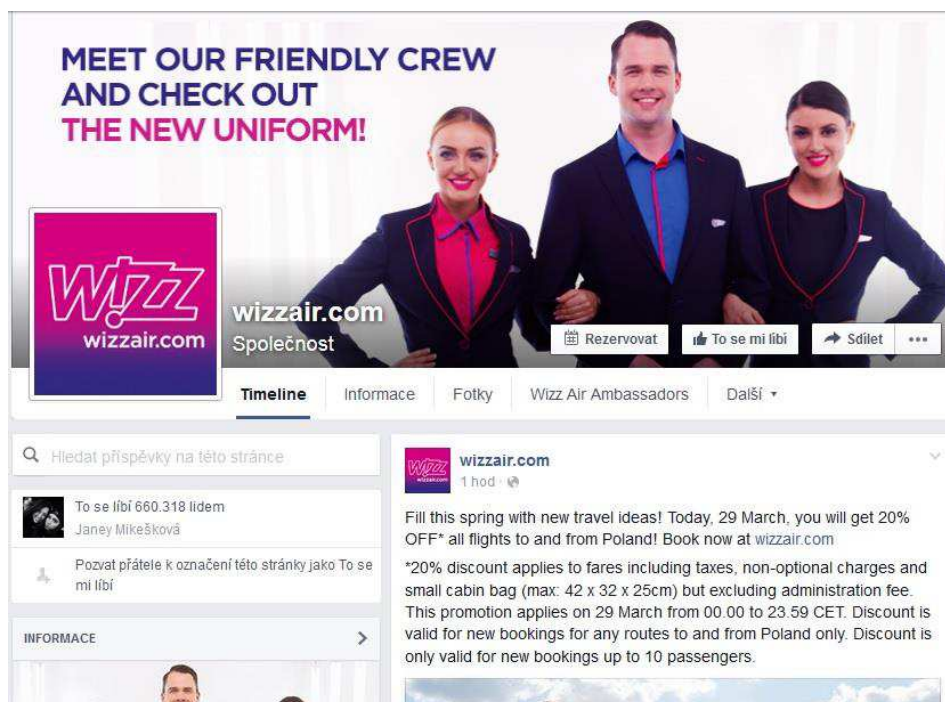 MEET OUR FRIENDLY CREW
AND CHECK OUT
THE NEW UNIFORM!
Wizz
wizzair.com
wizzair.com
Společnost
Rezervovat
To se mi líbí
Sdílet
Timeline
Informace
Fotky
Wizz Air Ambassadors
Další
Hledat příspěvky na této stránce
To se líbí 660.318 lidem
Janey Mikešková
Pozvat přátele k označení této stránky jako To se
mi líbí
INFORMACE
Wizz
wizzair.com
wizzair.com
1 hod ·
Fill this spring with new travel ideas! Today, 29 March, you will get 20%
OFF* all flights to and from Poland! Book now at wizzair.com
*20% discount applies to fares including taxes, non-optional charges and
small cabin bag (max: 42 x 32 x 25cm) but excluding administration fee.
This promotion applies on 29 March from 00.00 to 23.59 CET. Discount is
valid for new bookings for any routes to and from Poland only. Discount is
only valid for new bookings up to 10 passengers.